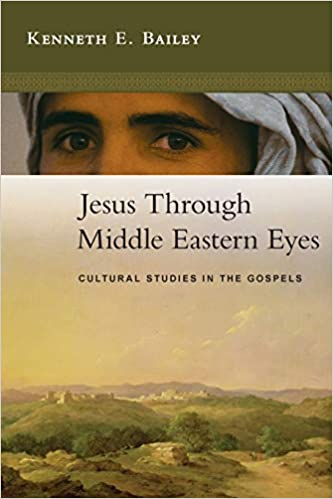 KENNETH E. BAILEY
Jesus Through
Middle Eastern Eyes
CULTURAL STUDIES IN THE GOSPELS